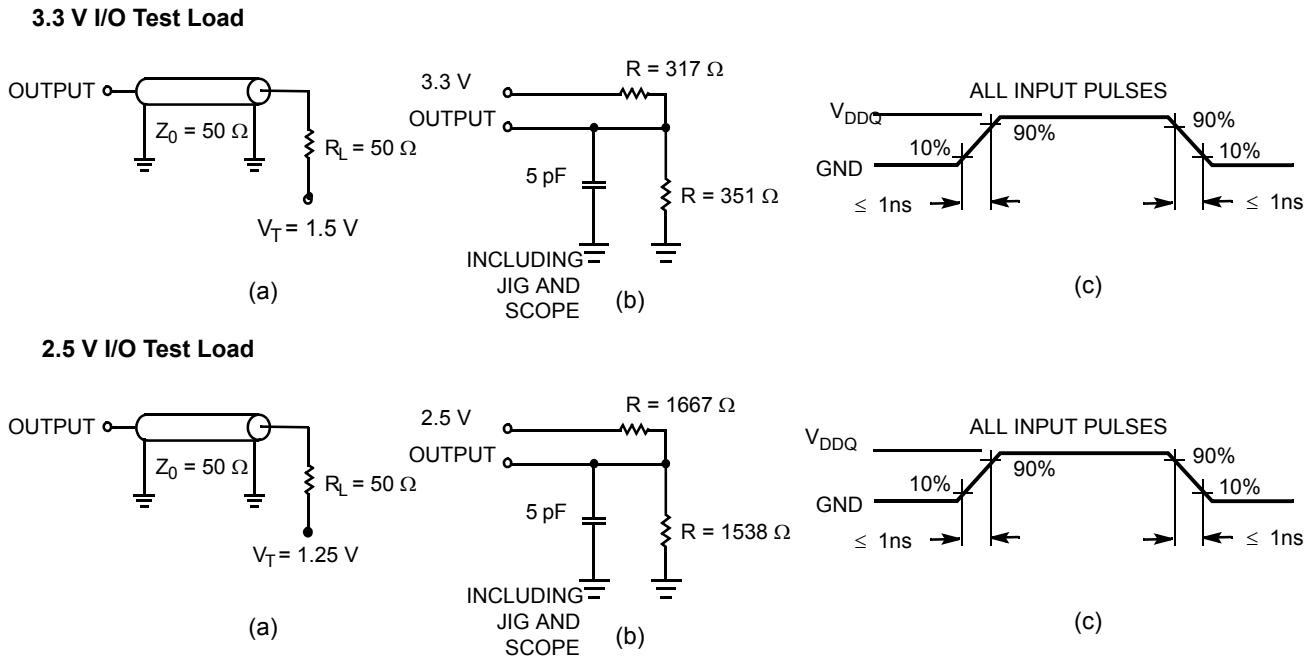 3.3 V I/O Test Load
OUTPUT
Z0 = 50 Ω
RL = 50 Ω
VT = 1.5 V
(a)
3.3 V
OUTPUT
R = 317 Ω
5 pF
R = 351 Ω
INCLUDING
JIG AND
SCOPE
(b)
ALL INPUT PULSES
VDDQ
GND
10%
90%
90%
10%
≤ 1ns
≤ 1ns
(c)
2.5 V I/O Test Load
OUTPUT
Z0 = 50 Ω
RL = 50 Ω
VT = 1.25 V
(a)
2.5 V
OUTPUT
R = 1667 Ω
5 pF
R = 1538 Ω
INCLUDING
JIG AND
SCOPE
(b)
ALL INPUT PULSES
VDDQ
GND
10%
90%
90%
10%
≤ 1ns
≤ 1ns
(c)